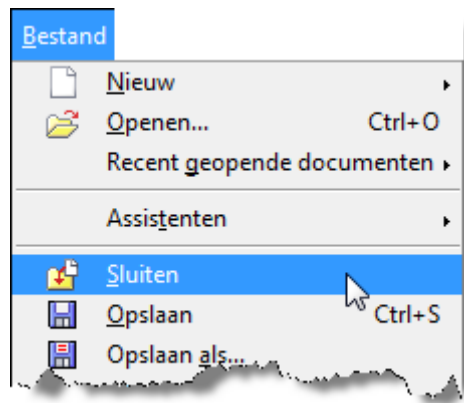 Bestand
Nieuw
Openen... Ctrl+O
Recent geopende documenten
Assistenten
Sluiten
Opslaan Ctrl+S
Opslaan als...